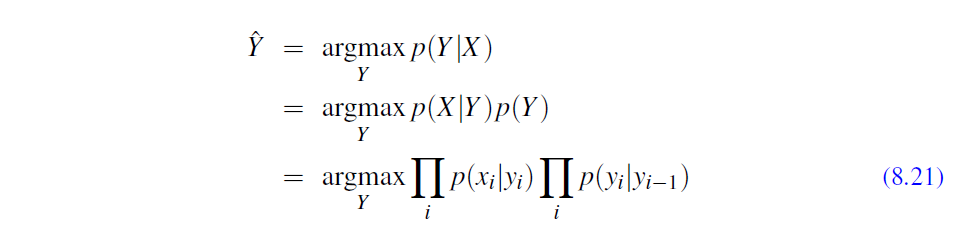 Ŷ = argmax p(Y|X)
Y
= argmax p(X|Y)p(Y)
Y
= argmax ∏ p(xᵢ|yᵢ) ∏ p(yᵢ|yᵢ₋₁) (8.21)
Y i i